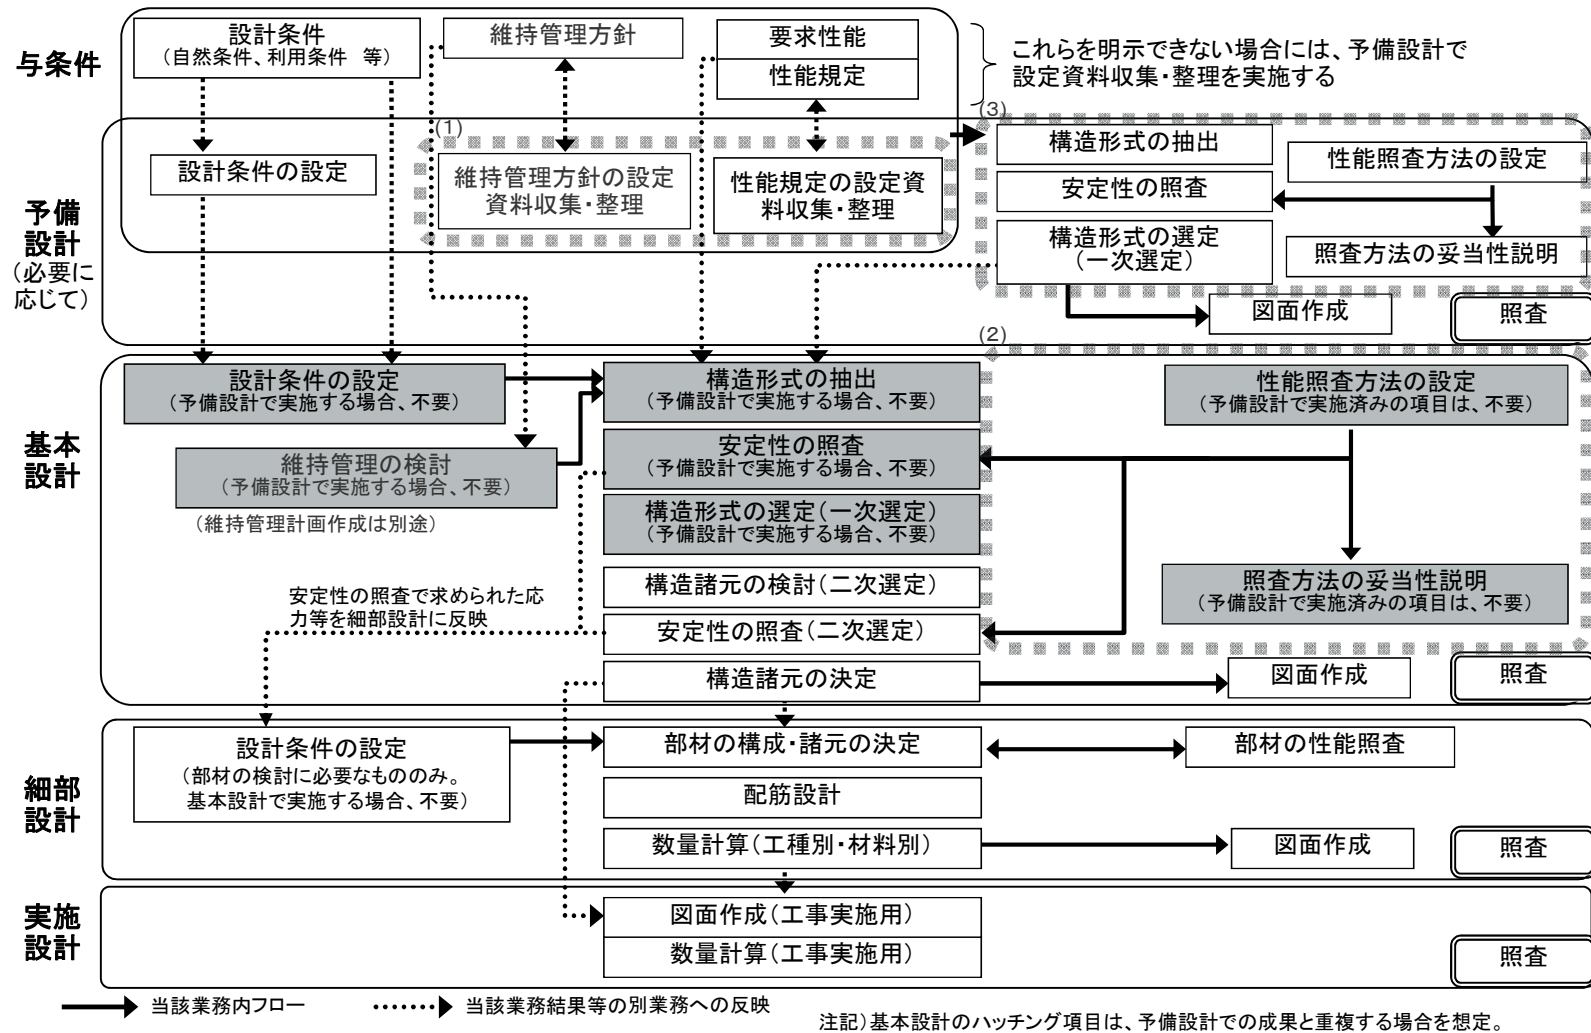 与条件
設計条件
(自然条件、利用条件　等)
維持管理方針
要求性能
性能規定
これらを明示できない場合には、予備設計で
設定資料収集・整理を実施する
予備
設計
(必要に
応じて)
設計条件の設定
(1)
維持管理方針の設定
資料収集・整理
性能規定の設定資
料収集・整理
(3)
構造形式の抽出
安定性の照査
構造形式の選定
(一次選定)
性能照査方法の設定
照査方法の妥当性説明
図面作成
照査
基本
設計
設計条件の設定
(予備設計で実施する場合、不要)
維持管理の検討
(予備設計で実施する場合、不要)
(維持管理計画作成は別途)
構造形式の抽出
(予備設計で実施する場合、不要)
安定性の照査
(予備設計で実施する場合、不要)
構造形式の選定(一次選定)
(予備設計で実施する場合、不要)
構造諸元の検討(二次選定)
安定性の照査(二次選定)
構造諸元の決定
安定性の照査で求められた応
力等を細部設計に反映
(2)
性能照査方法の設定
(予備設計で実施済みの項目は、不要)
照査方法の妥当性説明
(予備設計で実施済みの項目は、不要)
図面作成
照査
細部
設計
設計条件の設定
(部材の検討に必要なもののみ。
基本設計で実施する場合、不要)
部材の構成・諸元の決定
配筋設計
数量計算(工種別・材料別)
部材の性能照査
図面作成
照査
実施
設計
図面作成(工事実施用)
数量計算(工事実施用)
照査
当該業務内フロー
当該業務結果等の別業務への反映
注記)基本設計のハッチング項目は、予備設計での成果と重複する場合を想定。